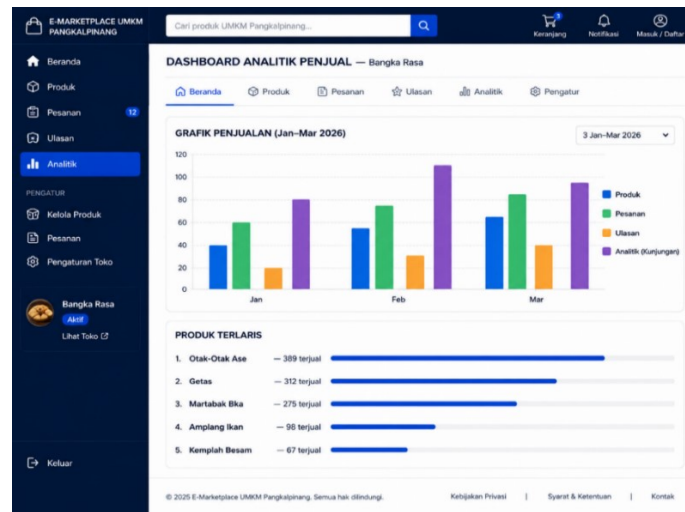 E-MARKETPLACE UMKM
PANGKALPINANG
Cari produk UMKM Pangkalpinang...
3
Keranjang
Notifikasi
Masuk / Daftar
Beranda
Produk
Pesanan
12
Ulasan
Analitik
PENGATUR
Kelola Produk
Pesanan
Pengaturan Toko
Bangka Rasa
Aktif
Lihat Toko
Keluar
DASHBOARD ANALITIK PENJUAL — Bangka Rasa
Beranda
Produk
Pesanan
Ulasan
Analitik
Pengatur
GRAFIK PENJUALAN (Jan–Mar 2026)
3 Jan-Mar 2026
120
100
80
60
40
20
0
Jan
Feb
Mar
Produk
Pesanan
Ulasan
Analitik (Kunjungan)
PRODUK TERLARIS
1. Otak-Otak Ase — 389 terjual
2. Getas — 312 terjual
3. Martabak Bka — 275 terjual
4. Amplang Ikan — 98 terjual
5. Kemplah Besam — 67 terjual
© 2025 E-Marketplace UMKM Pangkalpinang. Semua hak dilindungi.
Kebijakan Privasi | Syarat & Ketentuan | Kontak